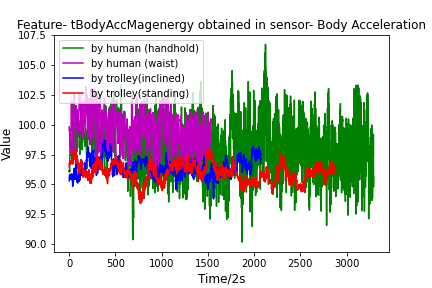 Feature- tBodyAccMagenergy obtained in sensor- Body Acceleration
107.5
105.0
102.5
100.0
97.5
95.0
92.5
90.0
Value
by human (handhold)
by human (waist)
by trolley(inclined)
by trolley(standing)
0 500 1000 1500 2000 2500 3000
Time/2s